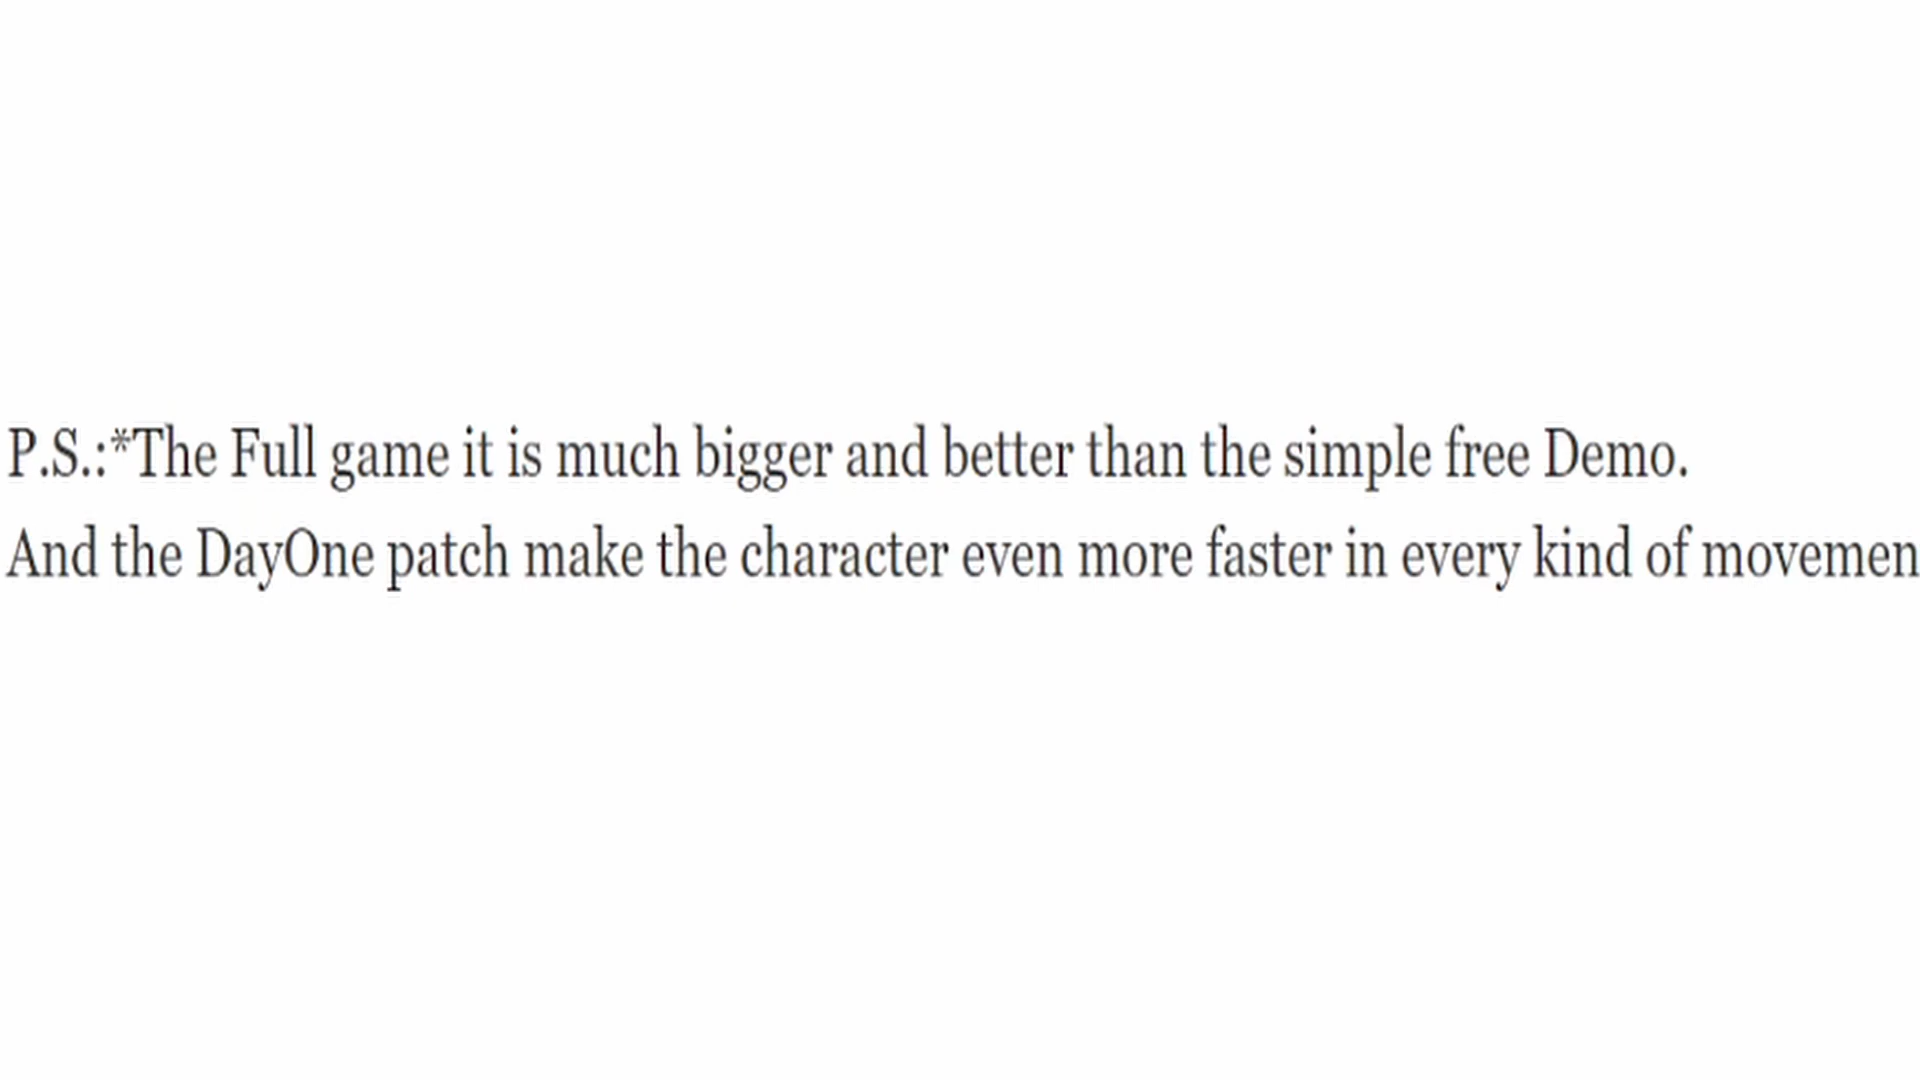 P.S.:*The Full game it is much bigger and better than the simple free Demo.
And the DayOne patch make the character even more faster in every kind of movemen